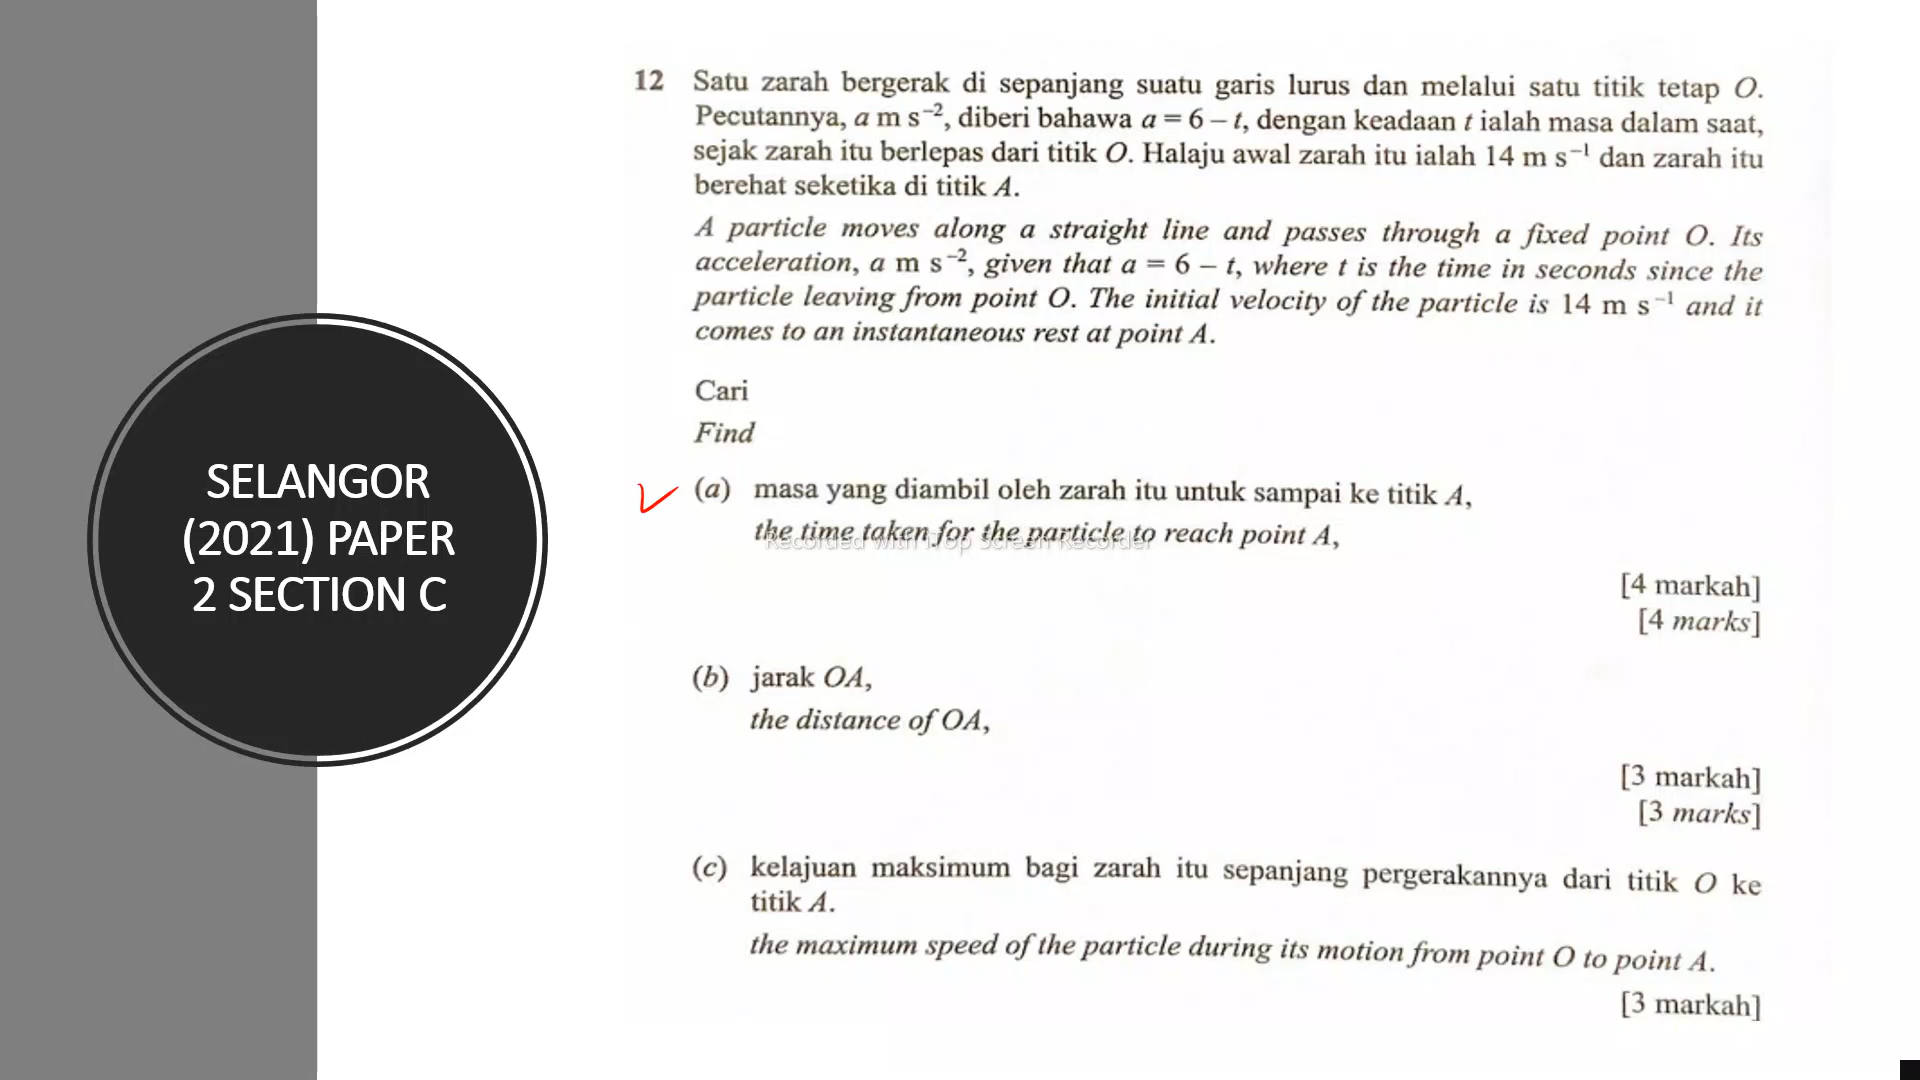 SELANGOR
(2021) PAPER
2 SECTION C
12 Satu zarah bergerak di sepanjang suatu garis lurus dan melalui satu titik tetap O.
Pecutannya, a m s⁻², diberi bahawa a = 6 – t, dengan keadaan t ialah masa dalam saat,
sejak zarah itu berlepas dari titik O. Halaju awal zarah itu ialah 14 m s⁻¹ dan zarah itu
berehat seketika di titik A.
A particle moves along a straight line and passes through a fixed point O. Its
acceleration, a m s⁻², given that a = 6 – t, where t is the time in seconds since the
particle leaving from point O. The initial velocity of the particle is 14 m s⁻¹ and it
comes to an instantaneous rest at point A.
Cari
Find
(a) masa yang diambil oleh zarah itu untuk sampai ke titik A,
the time taken for the particle to reach point A,
Recorded with iTop Screen Recorder
[4 markah]
[4 marks]
(b) jarak OA,
the distance of OA,
[3 markah]
[3 marks]
(c) kelajuan maksimum bagi zarah itu sepanjang pergerakannya dari titik O ke
titik A.
the maximum speed of the particle during its motion from point O to point A.
[3 markah]